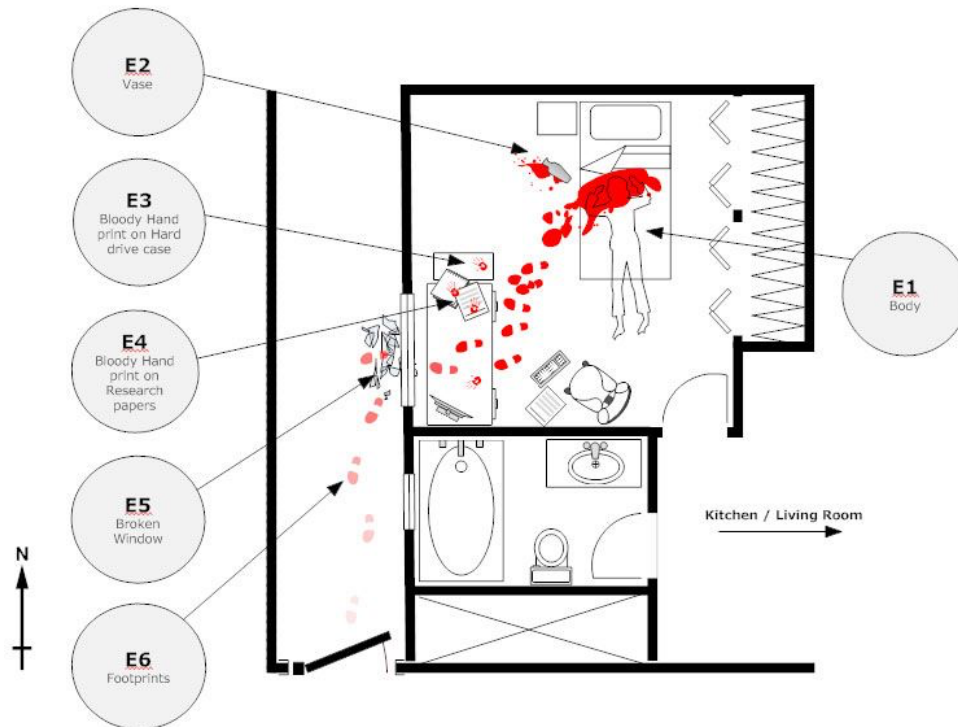 E2
Vase
E3
Bloody Hand
print on Hard
drive case
E4
Bloody Hand
print on
Research
papers
E5
Broken
Window
E6
Footprints
E1
Body
Kitchen / Living Room
N